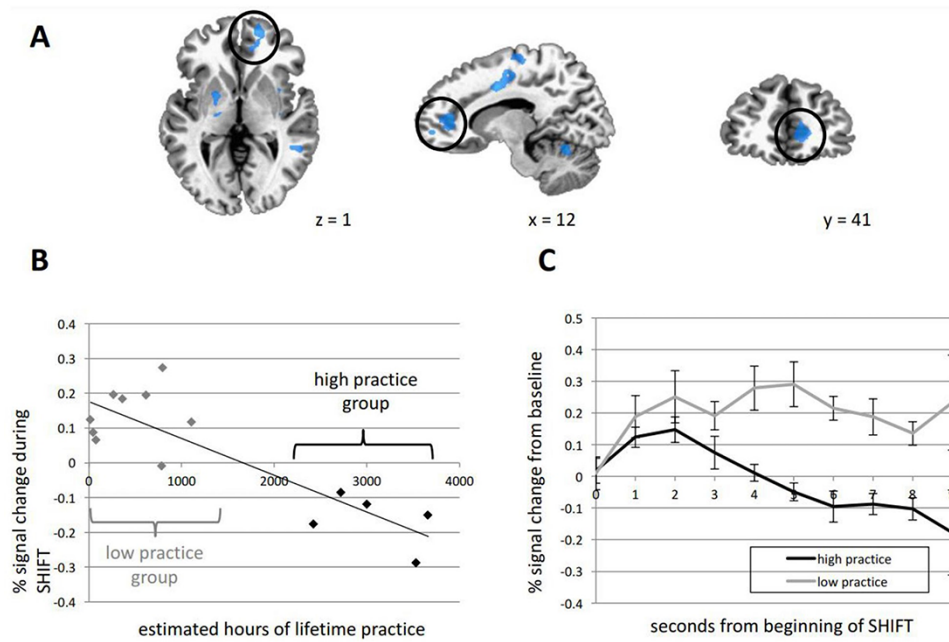 A
z = 1
x = 12
y = 41
B
% signal change during
SHIFT
0.4
0.3
0.2
0.1
0
-0.1
-0.2
-0.3
-0.4
0
1000
2000
3000
4000
high practice
group
low practice
group
estimated hours of lifetime practice
C
% signal change from baseline
0.5
0.4
0.3
0.2
0.1
0
-0.1
-0.2
-0.3
-0.4
0
1
2
3
4
5
6
7
8
high practice
low practice
seconds from beginning of SHIFT